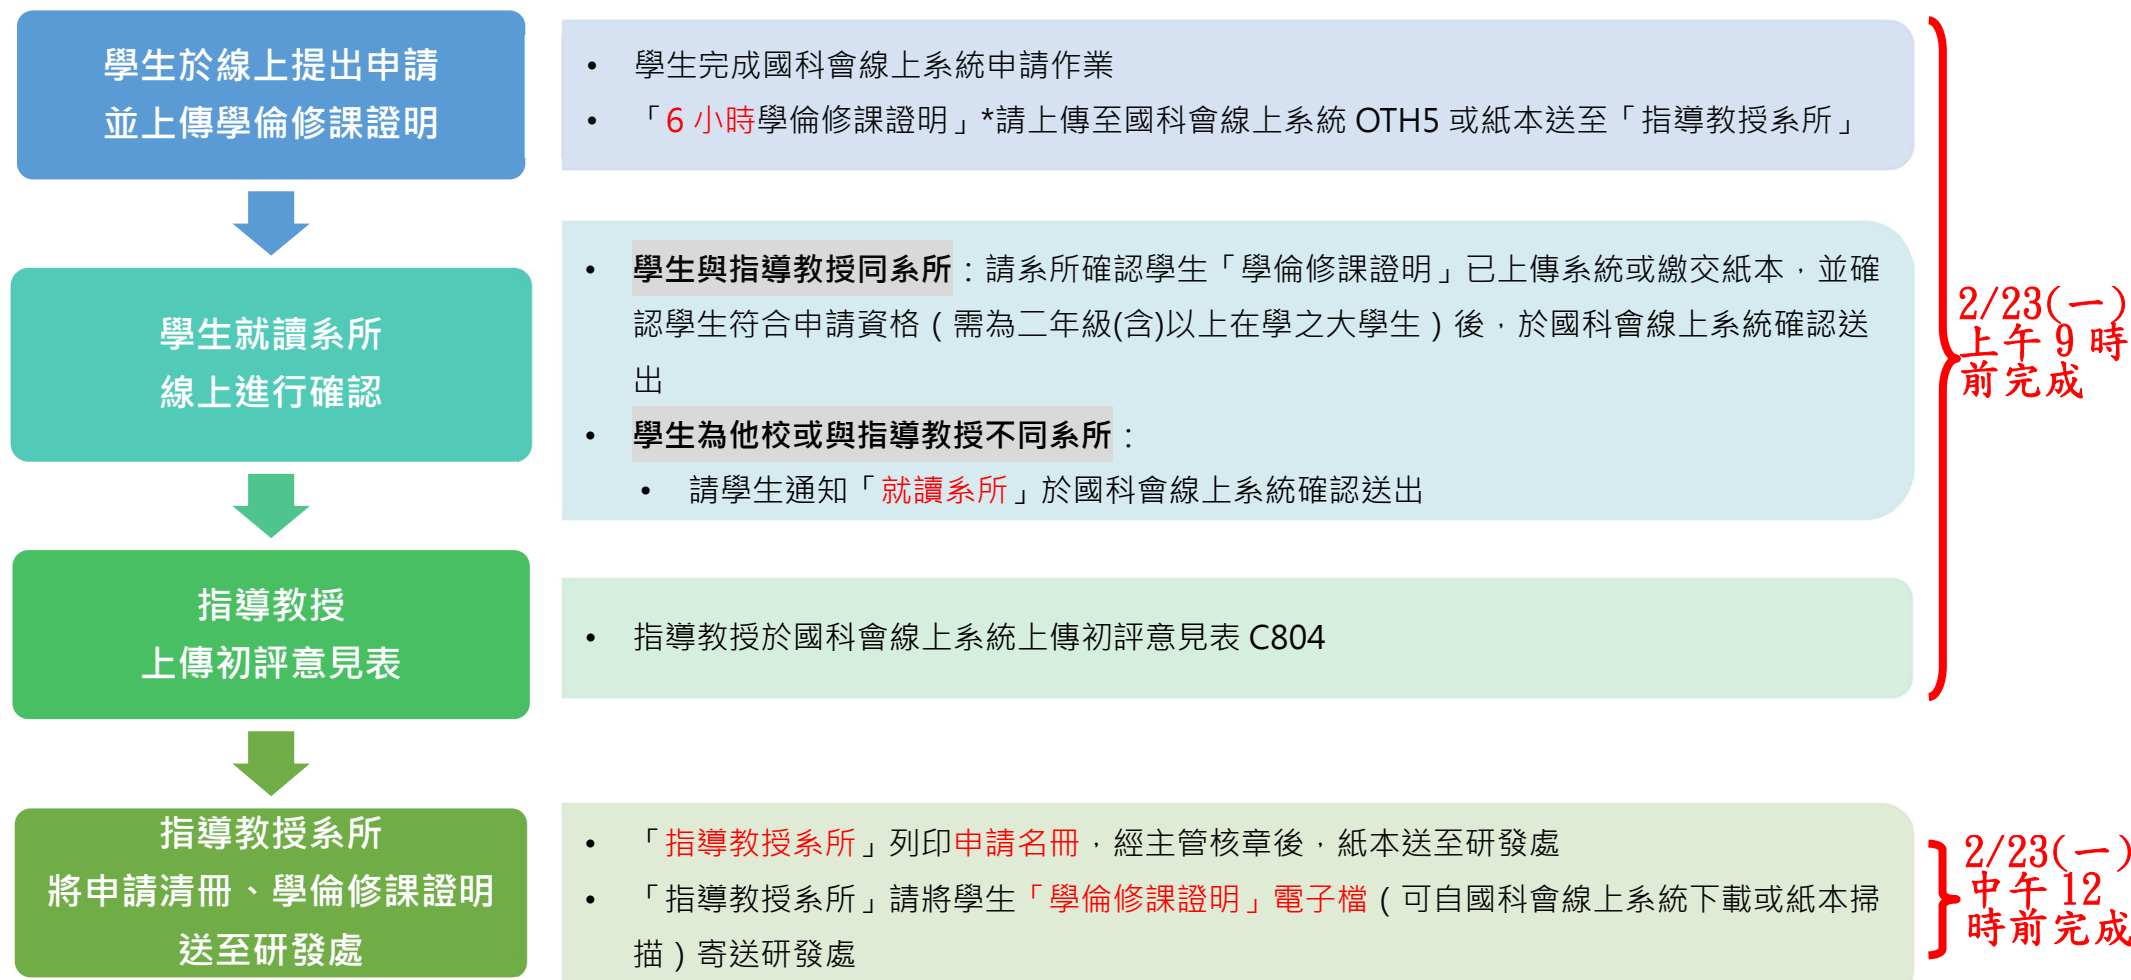 學生於線上提出申請
並上傳學倫修課證明
• 學生完成國科會線上系統申請作業
• 「6 小時學倫修課證明」*請上傳至國科會線上系統 OTH5 或紙本送至「指導教授系所」
學生就讀系所
線上進行確認
• 學生與指導教授同系所：請系所確認學生「學倫修課證明」已上傳系統或繳交紙本，並確
認學生符合申請資格（需為二年級(含)以上在學之大學生）後，於國科會線上系統確認送
出
• 學生為他校或與指導教授不同系所：
• 請學生通知「就讀系所」於國科會線上系統確認送出
指導教授
上傳初評意見表
• 指導教授於國科會線上系統上傳初評意見表 C804
2/23(一)
上午 9 時
前完成
指導教授系所
將申請清冊、學倫修課證明
送至研發處
• 「指導教授系所」列印申請名冊，經主管核章後，紙本送至研發處
• 「指導教授系所」請將學生「學倫修課證明」電子檔（可自國科會線上系統下載或紙本掃
描）寄送研發處
2/23(一)
中午 12
時前完成